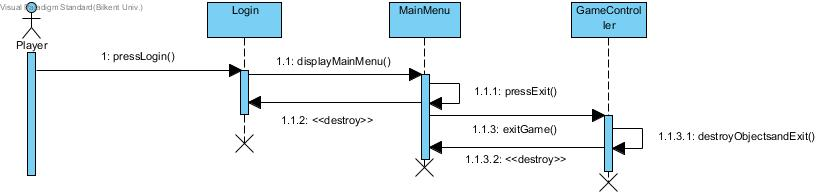 Visual Paradigm Standard(Bilkent Univ.)
Login
MainMenu
GameControl
ler
Player
1: pressLogin()
1.1: displayMainMenu()
1.1.1: pressExit()
1.1.2: <<destroy>>
1.1.3: exitGame()
1.1.3.1: destroyObjectsandExit()
1.1.3.2: <<destroy>>